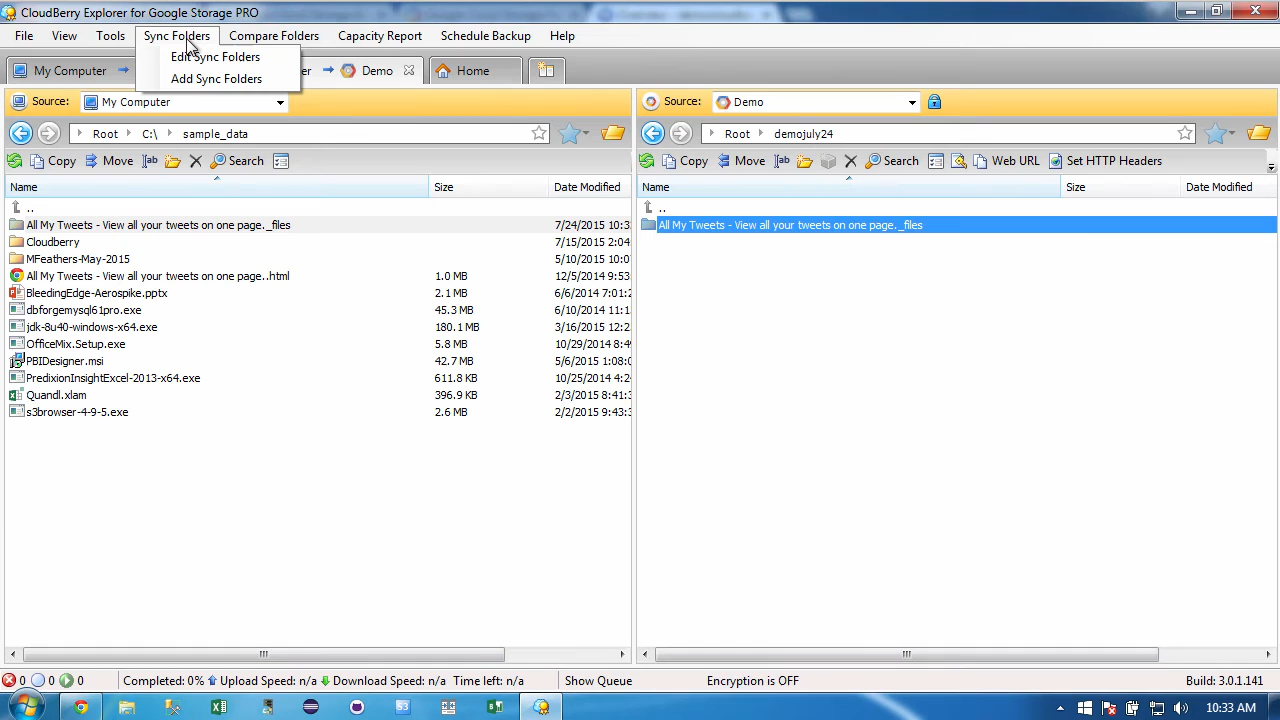 CloudBerry Explorer for Google Storage PRO
File View Tools Sync Folders Compare Folders Capacity Report Schedule Backup Help
Edit Sync Folders
Add Sync Folders
My Computer er Demo Home
Source: My Computer
Source: Demo
Root C:\ sample_data
Root demojuly24
Copy Move Search
Copy Move Search Web URL Set HTTP Headers
Name Size Date Modified
Name Size Date Modified
..
..
All My Tweets - View all your tweets on one page._files 7/24/2015 10:3
All My Tweets - View all your tweets on one page._files
Cloudberry 7/15/2015 2:04
MFeathers-May-2015 5/10/2015 10:0
All My Tweets - View all your tweets on one page..html 1.0 MB 12/5/2014 9:53
BleedingEdge-Aerospike.pptx 2.1 MB 6/6/2014 7:01:2
dbforgemysql61pro.exe 45.3 MB 6/10/2014 11:1
jdk-8u40-windows-x64.exe 180.1 MB 3/16/2015 12:2
OfficeMix.Setup.exe 5.8 MB 10/29/2014 8:4
PBIDesigner.msi 42.7 MB 5/6/2015 1:08:0
PredixionInsightExcel-2013-x64.exe 611.8 KB 10/25/2014 4:2
Quandl.xlam 396.9 KB 2/3/2015 8:41:
s3browser-4-9-5.exe 2.6 MB 2/2/2015 9:43:
0 0 0 Completed: 0% Upload Speed: n/a Download Speed: n/a Time left: n/a Show Queue Encryption is OFF Build: 3.0.1.141
10:33 AM